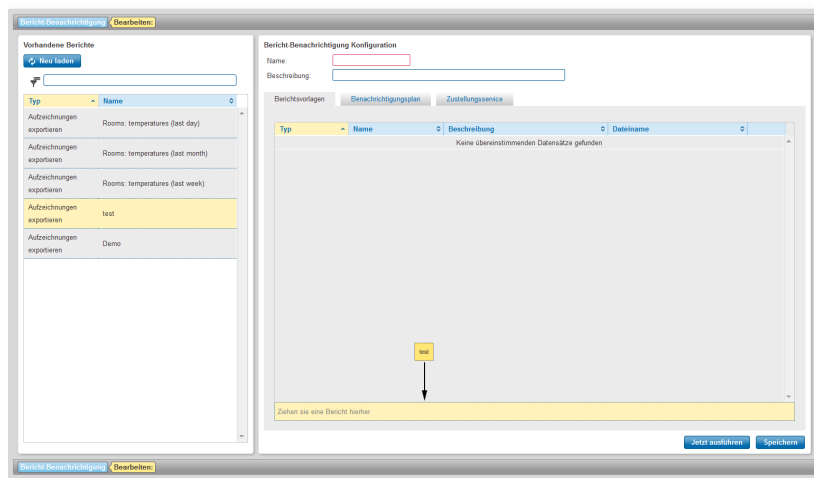 Bericht-Benachrichtigung Bearbeiten:
Vorhandene Berichte
Neu laden
Typ Name
Aufzeichnungen exportieren Rooms: temperatures (last day)
Aufzeichnungen exportieren Rooms: temperatures (last month)
Aufzeichnungen exportieren Rooms: temperatures (last week)
Aufzeichnungen exportieren test
Aufzeichnungen exportieren Demo
Bericht-Benachrichtigung Konfiguration
Name:
Beschreibung:
Berichtsvorlagen Benachrichtigungsplan Zustellungsservice
Typ Name Beschreibung Dateiname
Keine übereinstimmenden Datensätze gefunden
test
Ziehen sie eine Bericht hierher
Jetzt ausführen Speichern
Bericht-Benachrichtigung Bearbeiten: